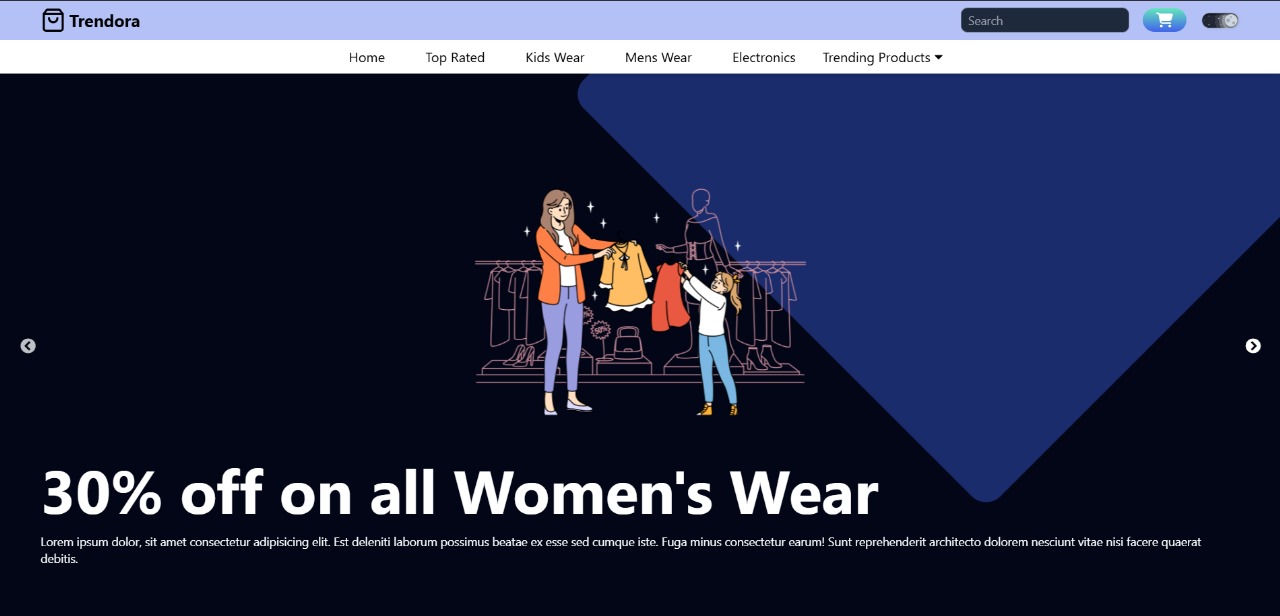 Trendora
Search
Home Top Rated Kids Wear Mens Wear Electronics Trending Products
30% off on all Women's Wear
Lorem ipsum dolor, sit amet consectetur adipisicing elit. Est deleniti laborum possimus beatae ex esse sed cumque iste. Fuga minus consectetur earum! Sunt reprehenderit architecto dolorem nesciunt vitae nisi facere quaerat
debitis.